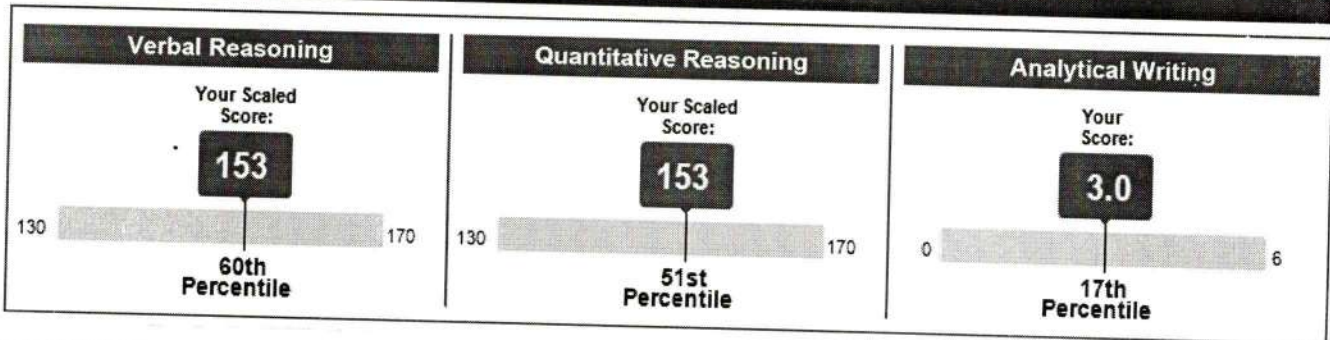 Verbal Reasoning
Your Scaled
Score:
153
130
170
60th
Percentile
Quantitative Reasoning
Your Scaled
Score:
153
130
170
51st
Percentile
Analytical Writing
Your
Score:
3.0
0
6
17th
Percentile